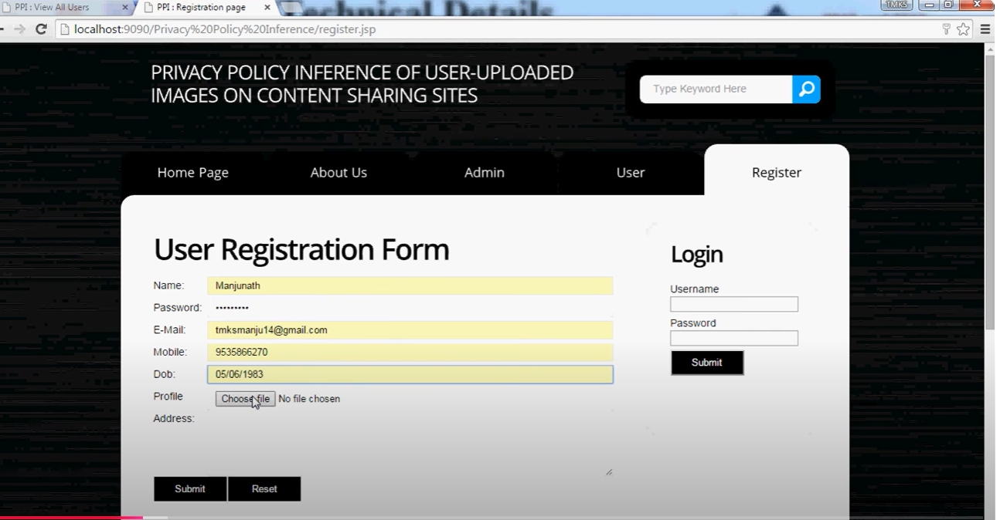 PPI : View All Users
PPI : Registration page
Technical Details
TMKS
localhost:9090/Privacy%20Policy%20Inference/register.jsp
PRIVACY POLICY INFERENCE OF USER-UPLOADED
IMAGES ON CONTENT SHARING SITES
Type Keyword Here
Home Page About Us Admin User Register
User Registration Form
Name: Manjunath
Password: •••••••••
E-Mail: tmksmanju14@gmail.com
Mobile: 9535866270
Dob: 05/06/1983
Profile Choose file No file chosen
Address:
Submit Reset
Login
Username
Password
Submit